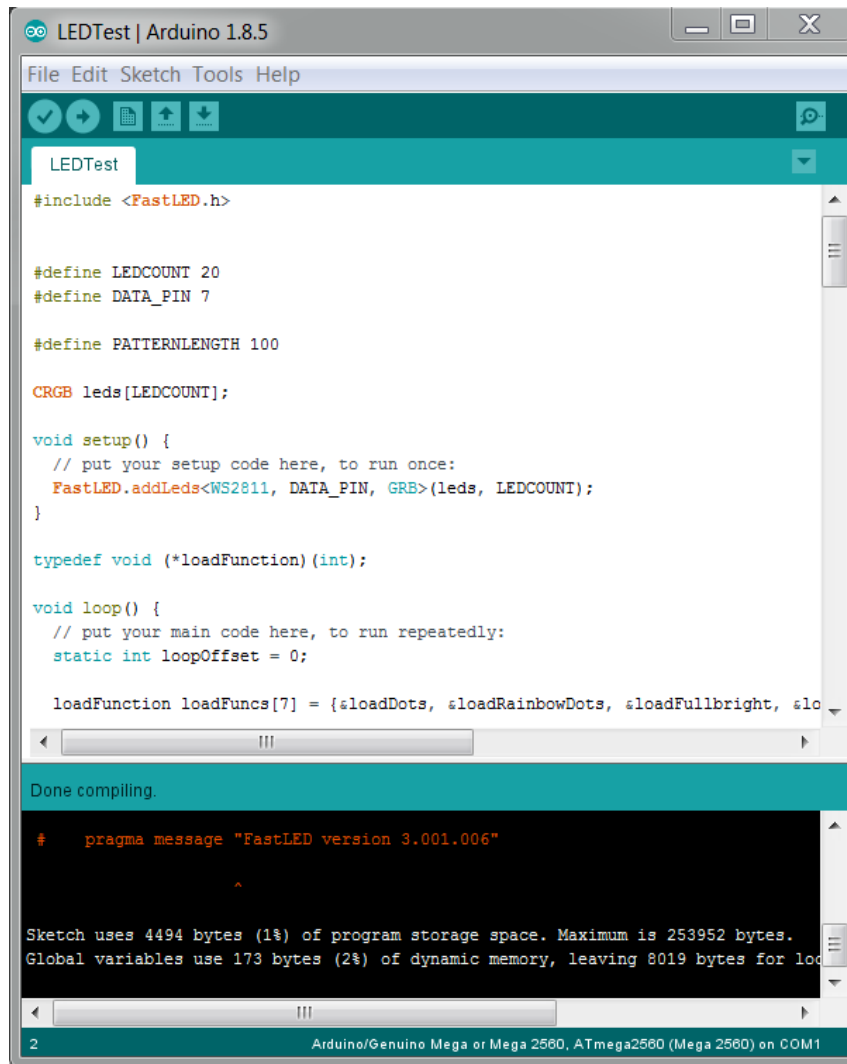 LEDTest | Arduino 1.8.5
File Edit Sketch Tools Help
LEDTest
#include <FastLED.h>
#define LEDCOUNT 20
#define DATA_PIN 7
#define PATTERNLENGTH 100
CRGB leds[LEDCOUNT];
void setup() {
  // put your setup code here, to run once:
  FastLED.addLeds<WS2811, DATA_PIN, GRB>(leds, LEDCOUNT);
}
typedef void (*loadFunction)(int);
void loop() {
  // put your main code here, to run repeatedly:
  static int loopOffset = 0;
  loadFunction loadFuncs[7] = {&loadDots, &loadRainbowDots, &loadFullbright, &lo
Done compiling.
#    pragma message "FastLED version 3.001.006"
^
Sketch uses 4494 bytes (1%) of program storage space. Maximum is 253952 bytes.
Global variables use 173 bytes (2%) of dynamic memory, leaving 8019 bytes for loc
2 Arduino/Genuino Mega or Mega 2560, ATmega2560 (Mega 2560) on COM1